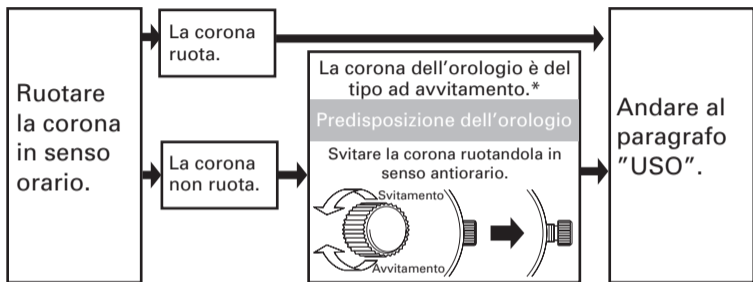 Ruotare
la corona
in senso
orario.
La corona
ruota.
La corona
non ruota.
La corona dell'orologio è del
tipo ad avvitamento.*
Predisposizione dell'orologio
Svitare la corona ruotandola in
senso antiorario.
Svitamento
Avvitamento
Andare al
paragrafo
"USO".